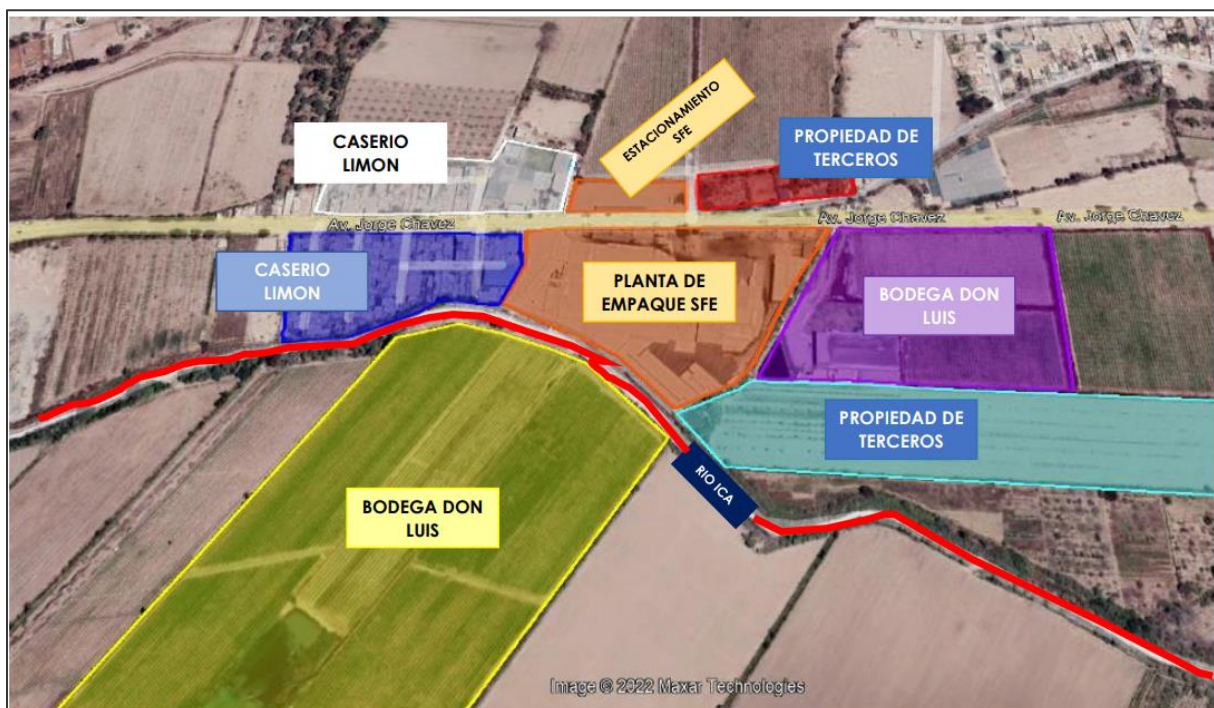 ESTACIONAMIENTO
SFE
CASERIO
LIMON
PROPIEDAD DE
TERCEROS
Av. Jorge Chavez
Av. Jorge Chavez
Av. Jorge Chavez
CASERIO
LIMON
PLANTA DE
EMPAQUE SFE
BODEGA DON
LUIS
PROPIEDAD DE
TERCEROS
RIO ICA
BODEGA DON
LUIS
Image © 2022 Maxar Technologies